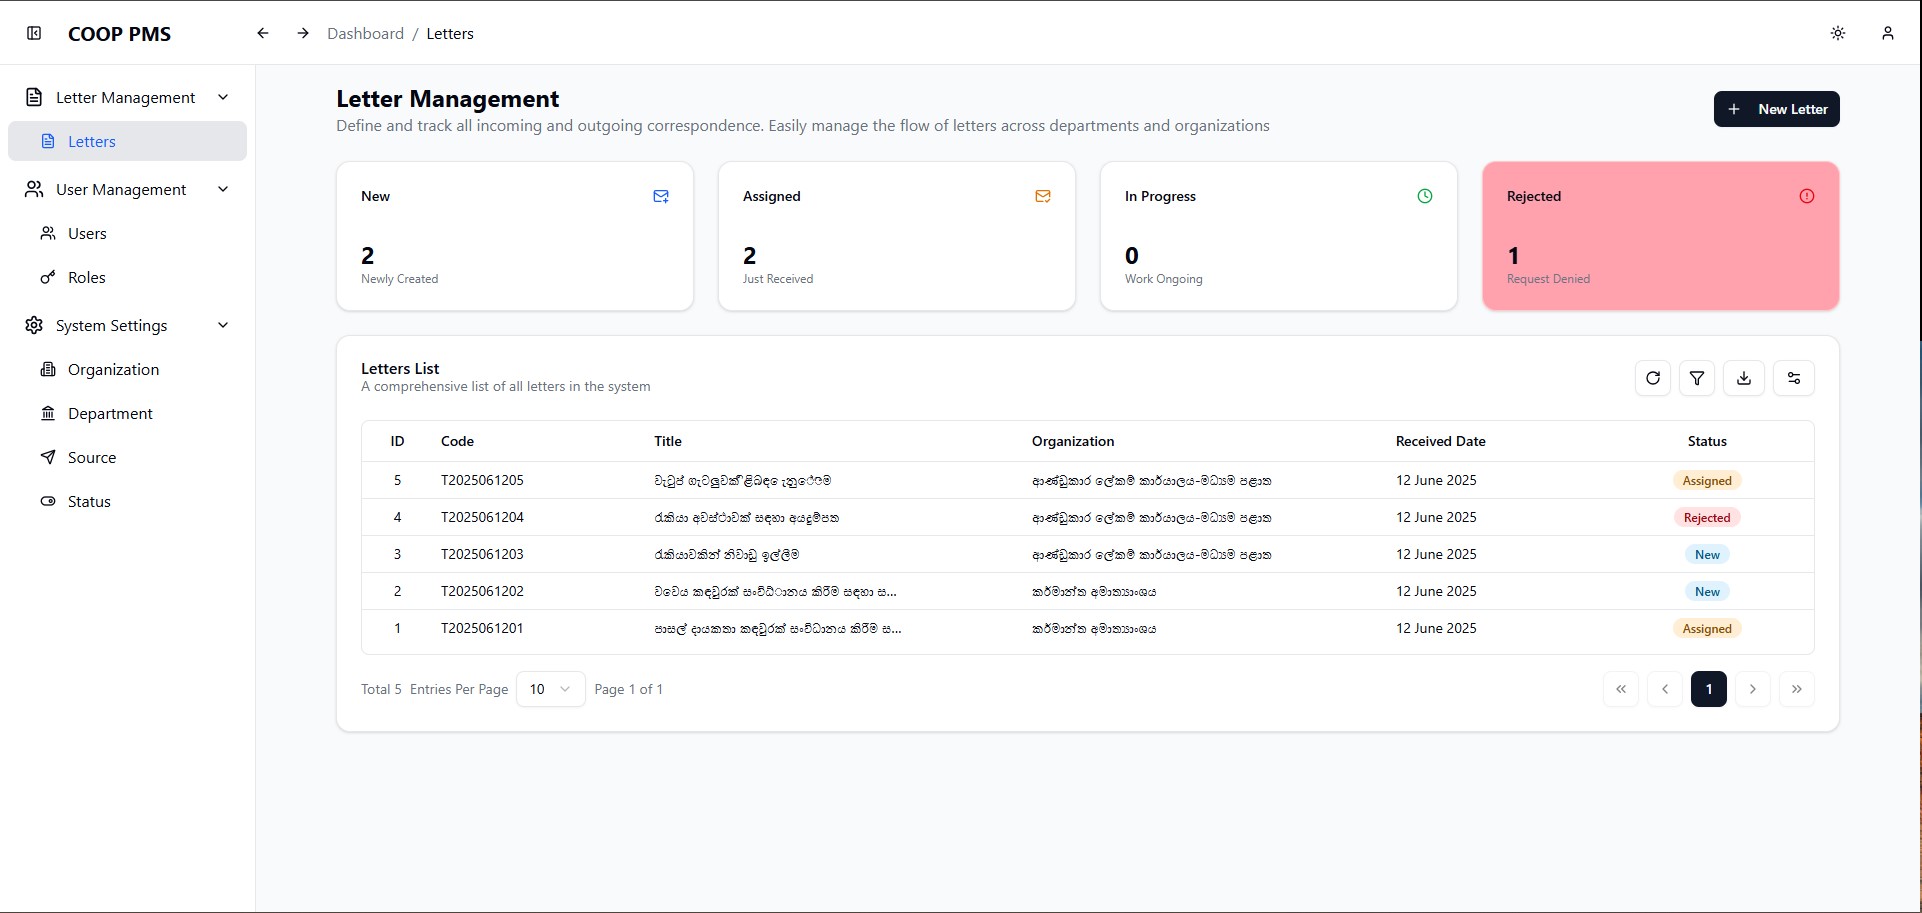 COOP PMS
Dashboard / Letters
Letter Management
Letters
User Management
Users
Roles
System Settings
Organization
Department
Source
Status
Letter Management
Define and track all incoming and outgoing correspondence. Easily manage the flow of letters across departments and organizations
New Letter
New
2
Newly Created
Assigned
2
Just Received
In Progress
0
Work Ongoing
Rejected
1
Request Denied
Letters List
A comprehensive list of all letters in the system
ID Code Title Organization Received Date Status
5 T2025061205 වැටුප් ගැටලුවක් ආණ්ඩුකාර ලේකම් කාර්යාලය-මධ්‍යම පළාත 12 June 2025 Assigned
4 T2025061204 රැකියා අවස්ථාවක් සඳහා අයදුම්පත ආණ්ඩුකාර ලේකම් කාර්යාලය-මධ්‍යම පළාත 12 June 2025 Rejected
3 T2025061203 රැකියාවකින් නිවාඩු ඉල්ලීම ආණ්ඩුකාර ලේකම් කාර්යාලය-මධ්‍යම පළාත 12 June 2025 New
2 T2025061202 කඳවුරක් සංවිධ්ානය කිරීම සඳහා ස... කර්මාන්ත අමාත්‍යාංශය 12 June 2025 New
1 T2025061201 පාසල් දායකතා කඳවුරක් සංවිධානය කිරීම ස... කර්මාන්ත අමාත්‍යාංශය 12 June 2025 Assigned
Total 5 Entries Per Page 10 Page 1 of 1
« ‹ 1 › »